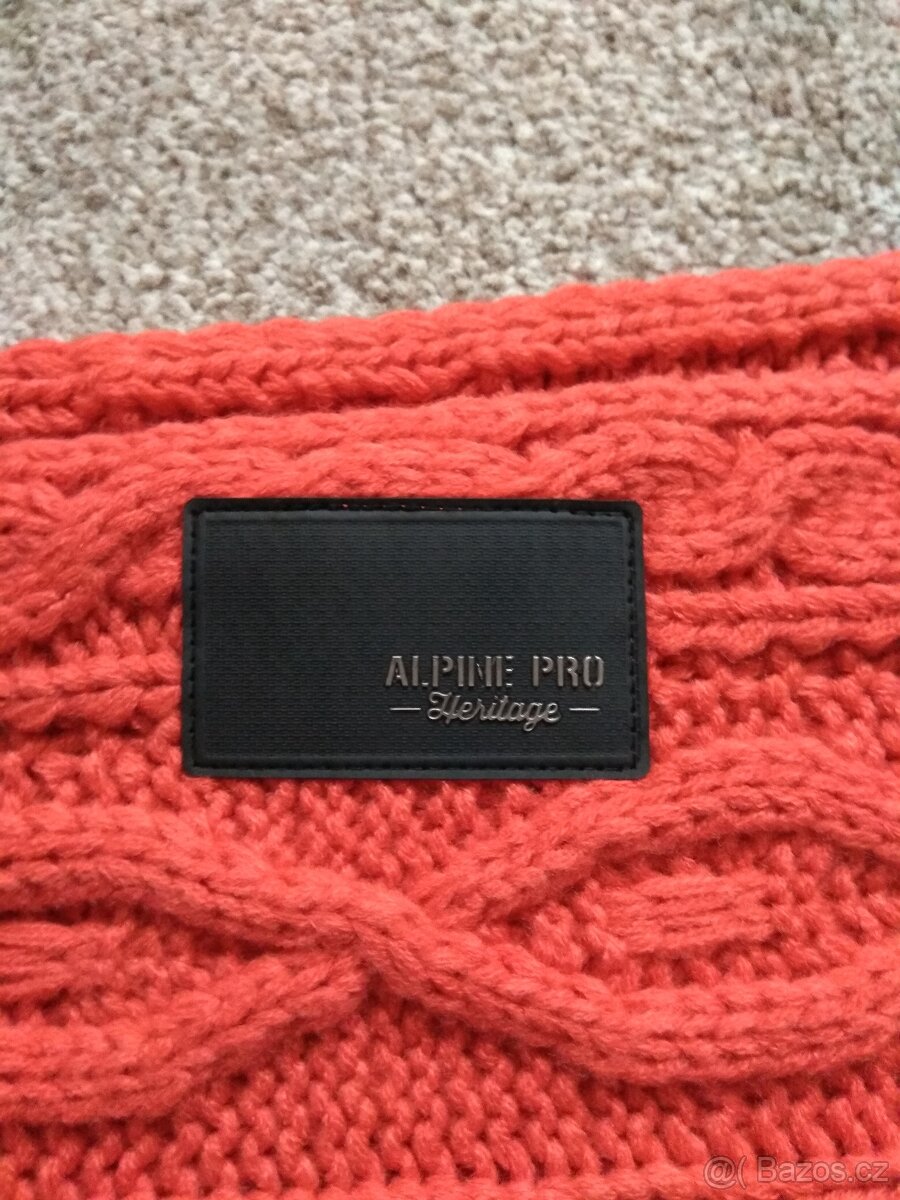 ALPINE PRO
Heritage
@( Bazos.cz